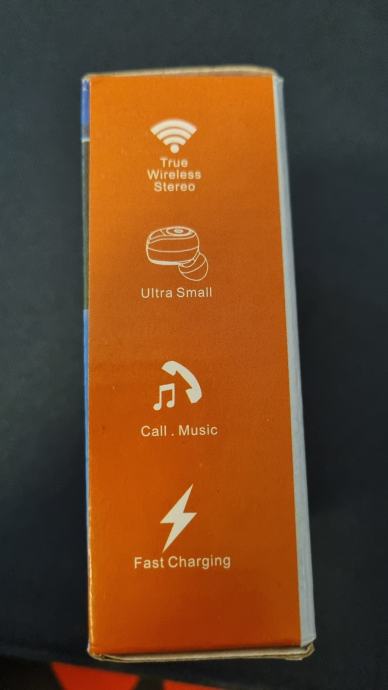 True
Wireless
Stereo
Ultra Small
Call . Music
Fast Charging